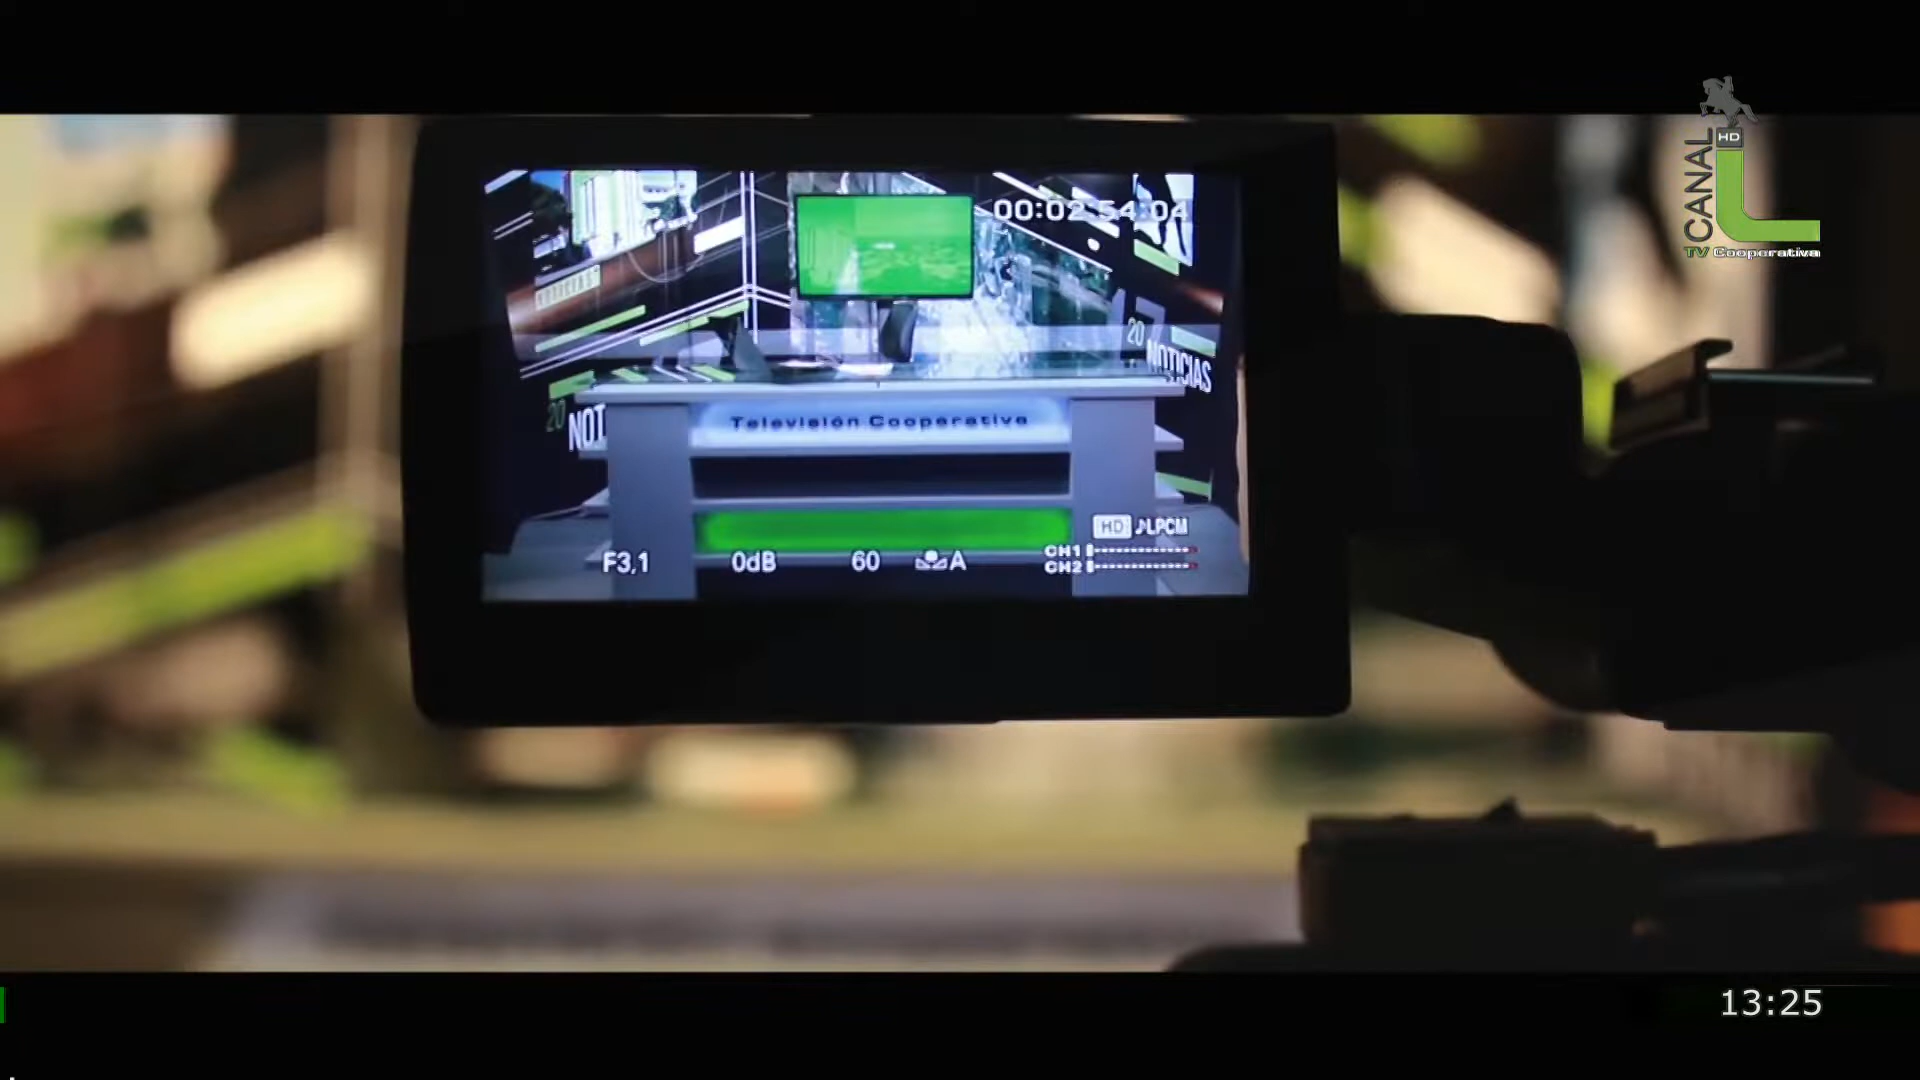 CANAL
HD
L
TV Cooperativa
00:02:54:04
NOTICIAS
20
NOTICIAS
20
NOT
Televisión Cooperativa
HD ♪LPCM
F3,1 0dB 60 A
CH1
CH2
13:25